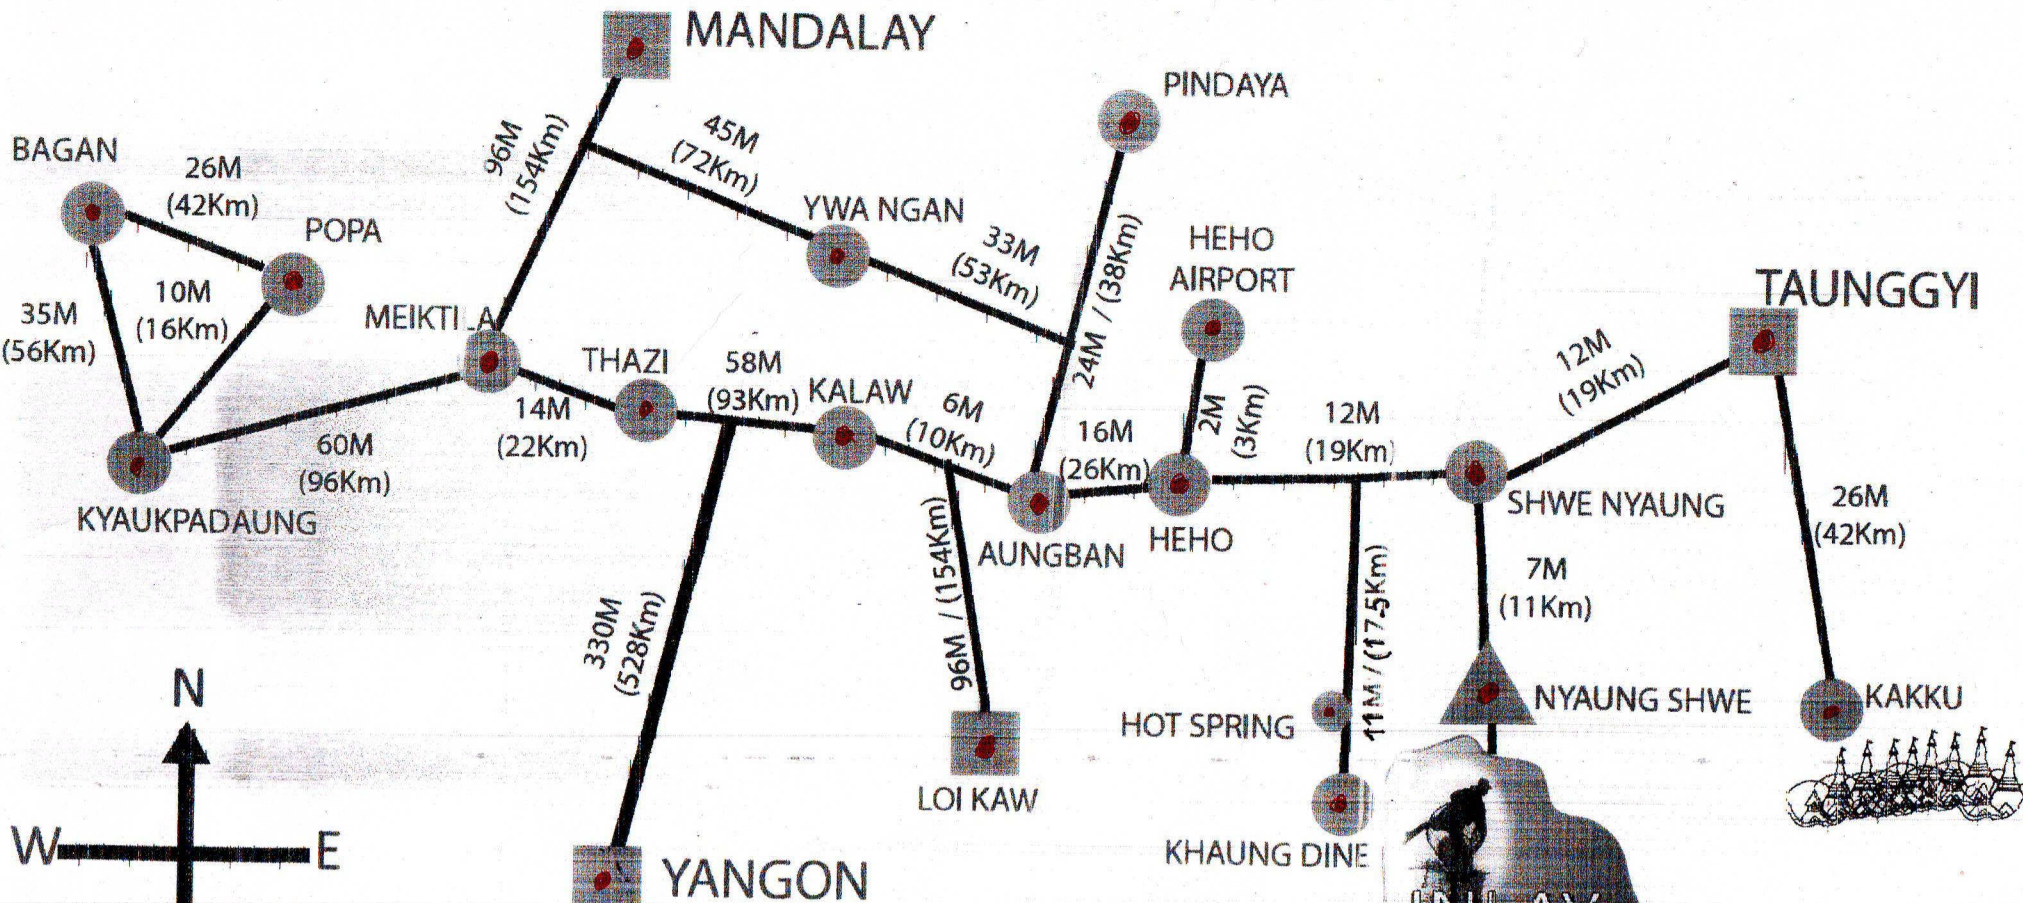 MANDALAY
PINDAYA
BAGAN
26M
(42Km)
POPA
96M
(154Km)
45M
(72Km)
YWA NGAN
33M
(53Km)
24M / (38Km)
HEHO
AIRPORT
TAUNGGYI
35M
(56Km)
10M
(16Km)
MEIKTILA
THAZI
58M
(93Km)
KALAW
6M
(10Km)
16M
(26Km)
2M
(3Km)
12M
(19Km)
12M
(19Km)
60M
(96Km)
14M
(22Km)
KYAUKPADAUNG
AUNGBAN
HEHO
SHWE NYAUNG
26M
(42Km)
330M
(528Km)
96M / (154Km)
11M / (17.5Km)
7M
(11Km)
N
HOT SPRING
NYAUNG SHWE
KAKKU
LOI KAW
W
E
KHAUNG DINE
YANGON
INLAY